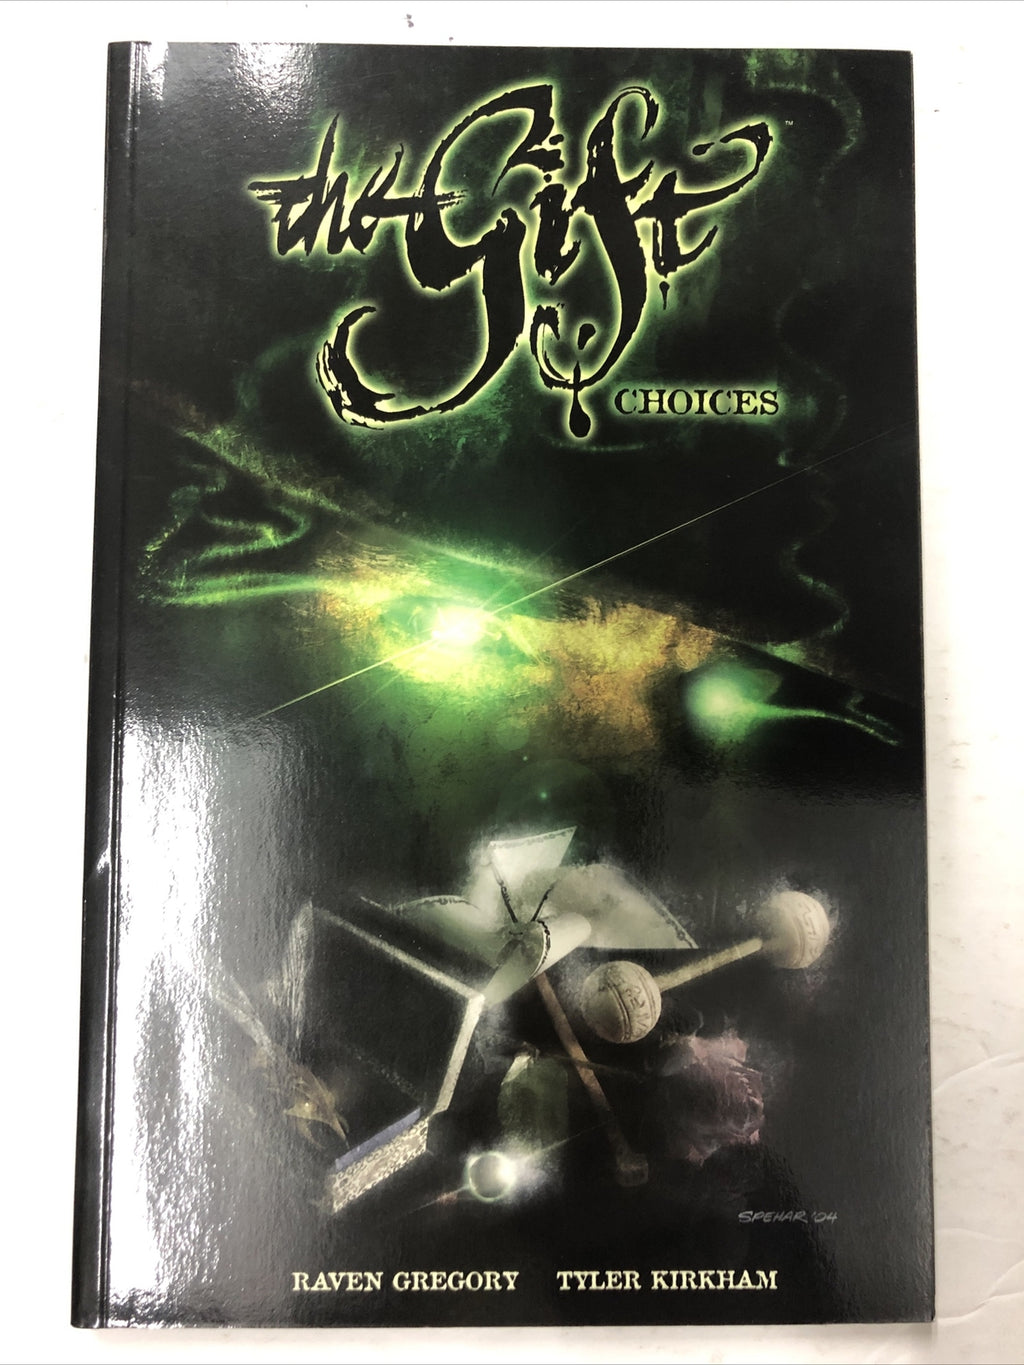 the Gift
™
CHOICES
SPEHAR '04
RAVEN GREGORY TYLER KIRKHAM